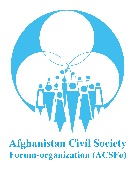 Afghanistan Civil Society
Forum-organization (ACSFo)